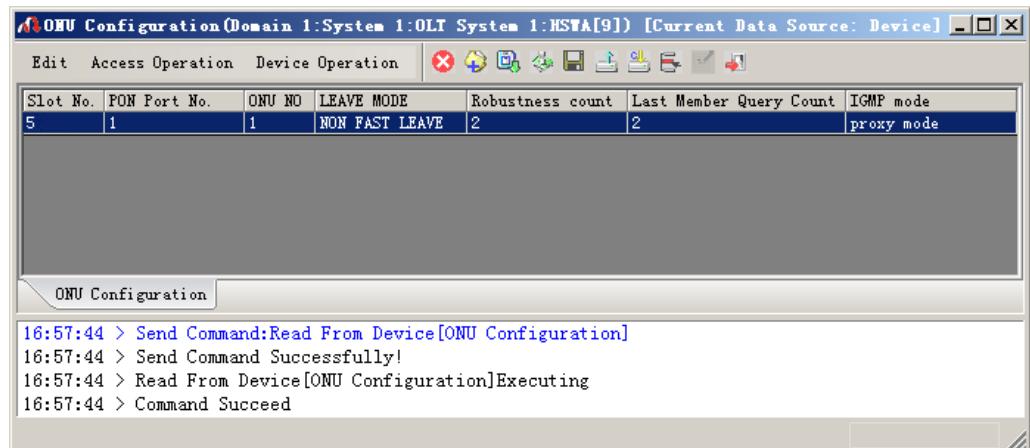 ONU Configuration(Domain 1:System 1:OLT System 1:HSWA[9]) [Current Data Source: Device]
Edit Access Operation Device Operation
Slot No. PON Port No. ONU NO LEAVE MODE Robustness count Last Member Query Count IGMP mode
5 1 1 NON FAST LEAVE 2 2 proxy mode
ONU Configuration
16:57:44 > Send Command:Read From Device[ONU Configuration]
16:57:44 > Send Command Successfully!
16:57:44 > Read From Device[ONU Configuration]Executing
16:57:44 > Command Succeed